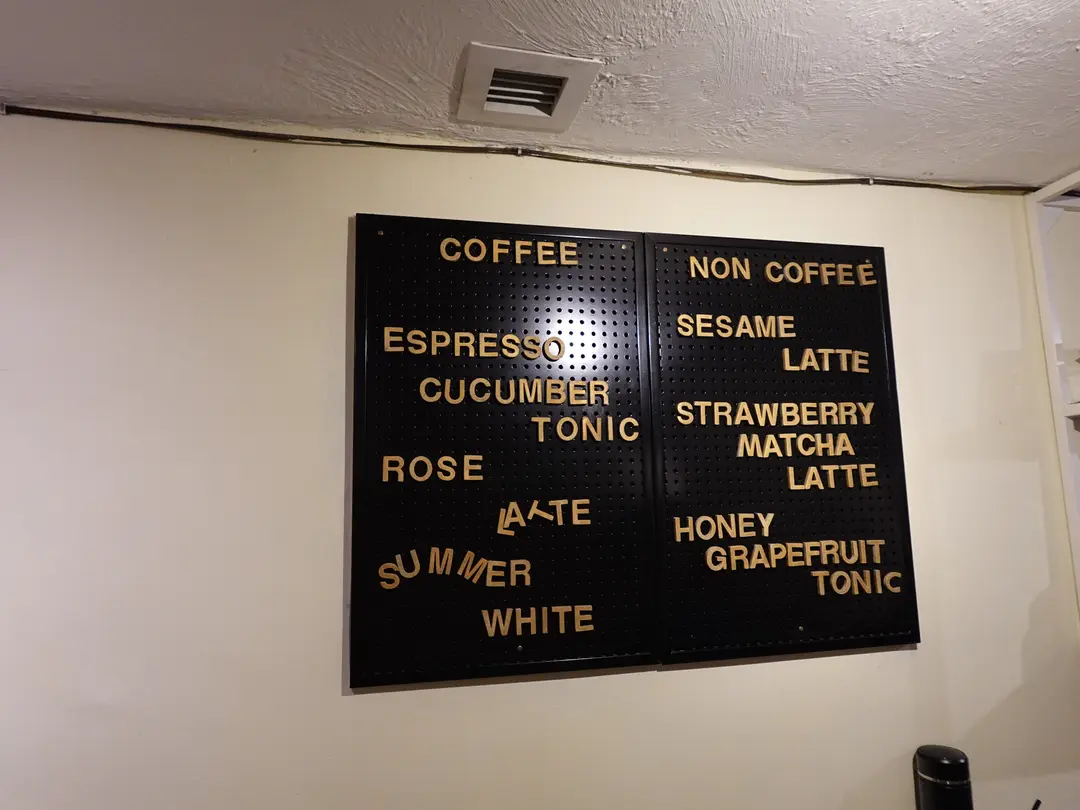 COFFEE
ESPRESSO
CUCUMBER
TONIC
ROSE
LATTE
SUMMER
WHITE
NON COFFEE
SESAME
LATTE
STRAWBERRY
MATCHA
LATTE
HONEY
GRAPEFRUIT
TONIC